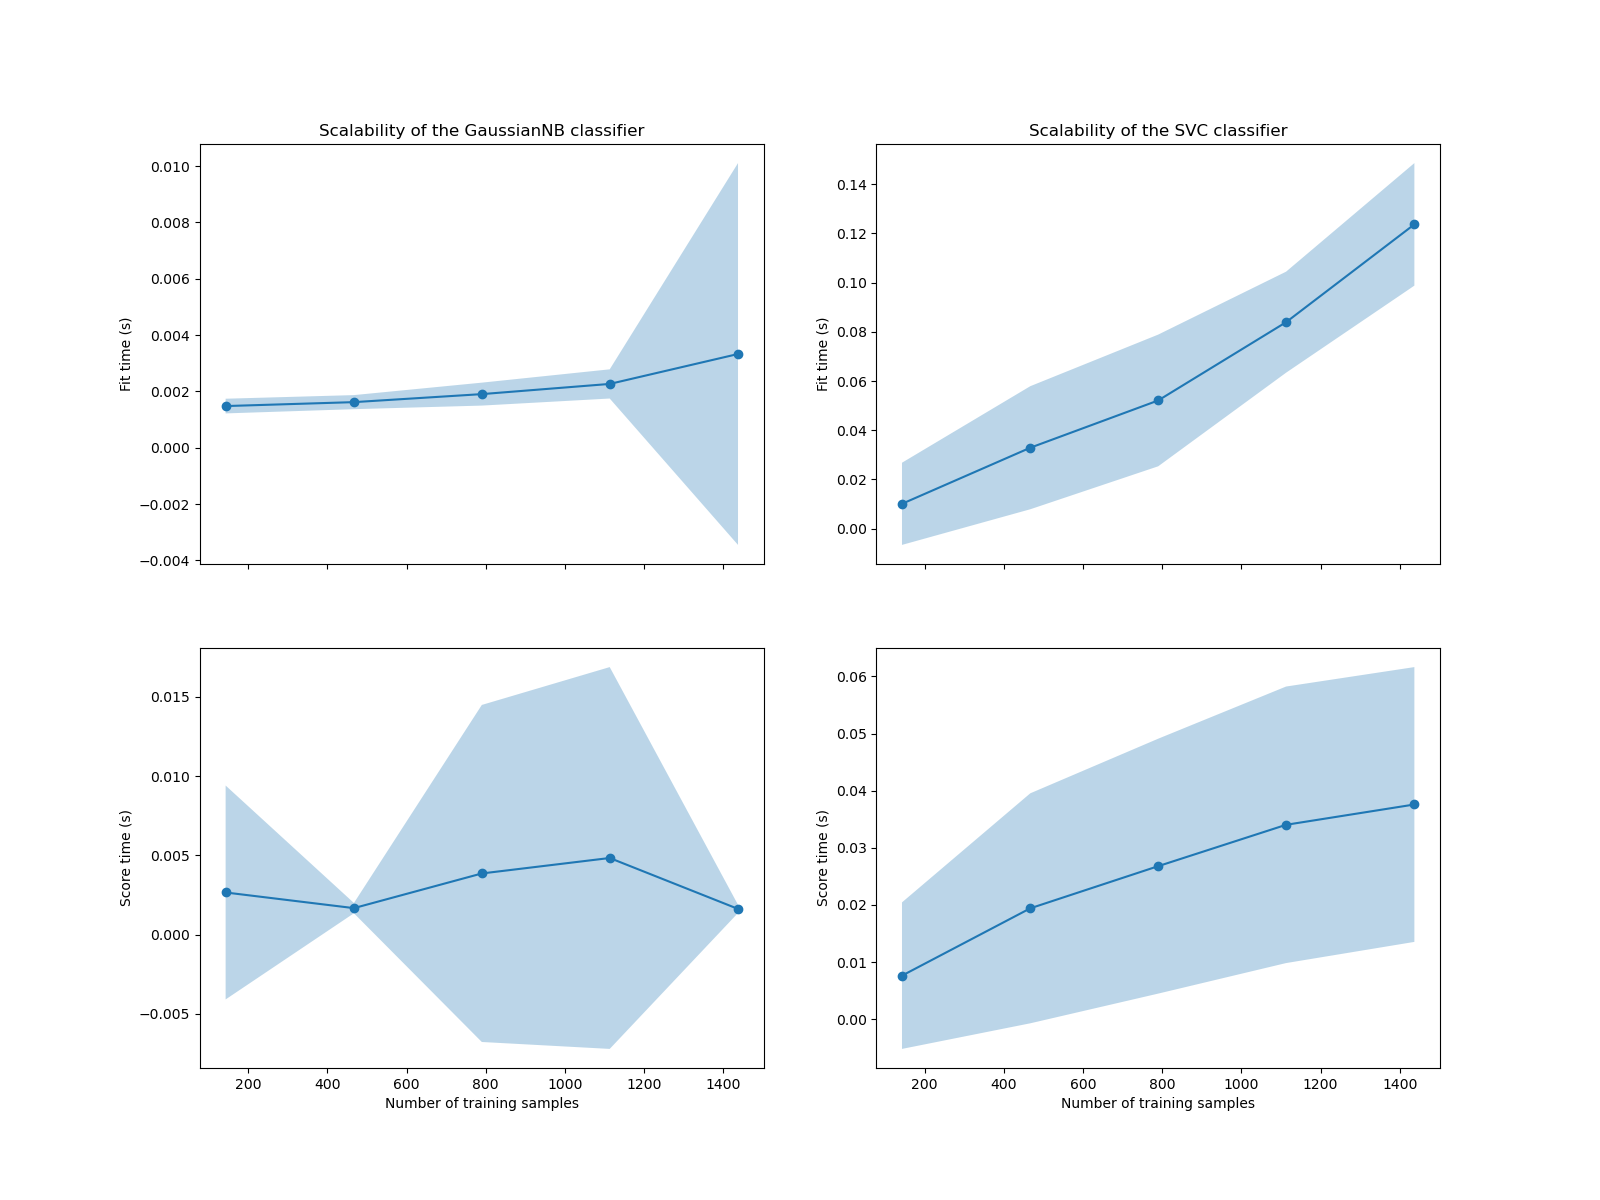 Scalability of the GaussianNB classifier
Scalability of the SVC classifier
0.010
0.008
0.006
0.004
0.002
0.000
−0.002
−0.004
Fit time (s)
0.14
0.12
0.10
0.08
0.06
0.04
0.02
0.00
Fit time (s)
0.015
0.010
0.005
0.000
−0.005
Score time (s)
200 400 600 800 1000 1200 1400
Number of training samples
0.06
0.05
0.04
0.03
0.02
0.01
0.00
Score time (s)
200 400 600 800 1000 1200 1400
Number of training samples